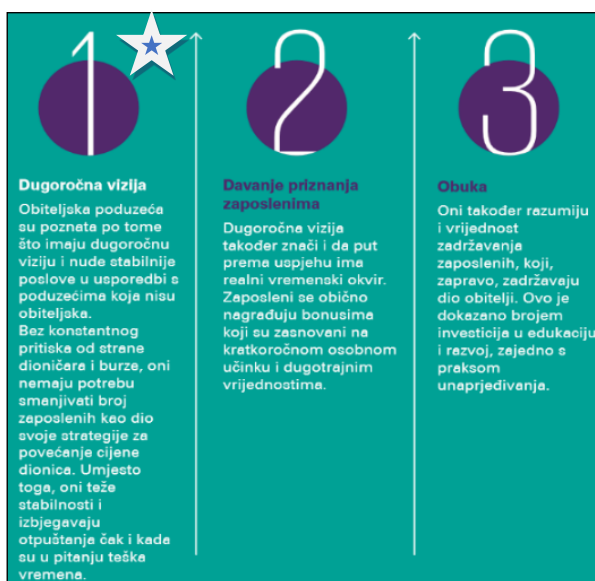 1
Dugoročna vizija
Obiteljska poduzeća
su poznata po tome
što imaju dugoročnu
viziju i nude stabilnije
poslove u usporedbi s
poduzećima koja nisu
obiteljska.
Bez konstantnog
pritiska od strane
dioničara i burze, oni
nemaju potrebu
smanjivati broj
zaposlenih kao dio
svoje strategije za
povećanje cijene
dionica. Umjesto
toga, oni teže
stabilnosti i
izbjegavaju
otpuštanja čak i kada
su u pitanju teška
vremena.
2
Davanje priznanja
zaposlenima
Dugoročna vizija
također znači i da put
prema uspjehu ima
realni vremenski okvir.
Zaposleni se obično
nagrađuju bonusima
koji su zasnovani na
kratkoročnom osobnom
učinku i dugotrajnim
vrijednostima.
3
Obuka
Oni također razumiju
i vrijednost
zadržavanja
zaposlenih, koji,
zapravo, zadržavaju
dio obitelji. Ovo je
dokazano brojem
investicija u edukaciju
i razvoj, zajedno s
praksom
unaprjeđivanja.